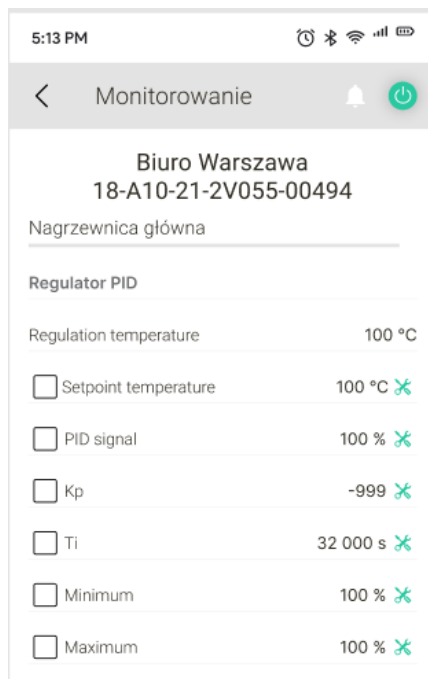 5:13 PM
Monitorowanie
Biuro Warszawa
18-A10-21-2V055-00494
Nagrzewnica główna
Regulator PID
Regulation temperature 100 °C
Setpoint temperature 100 °C
PID signal 100 %
Kp -999
Ti 32 000 s
Minimum 100 %
Maximum 100 %